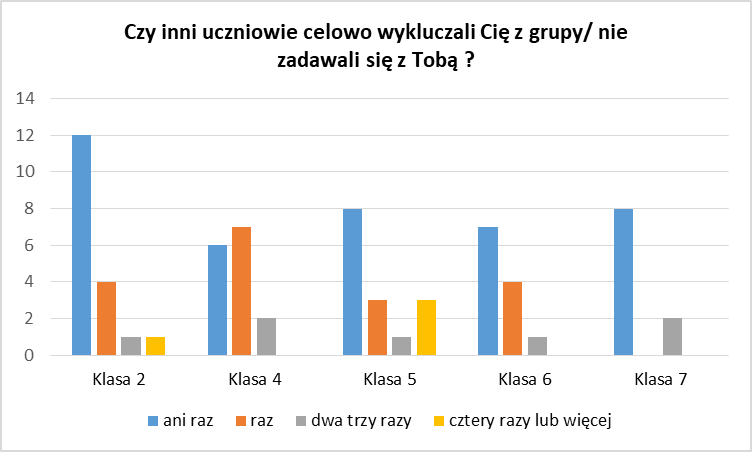 Czy inni uczniowie celowo wykluczali Cię z grupy/ nie
zadawali się z Tobą ?
14
12
10
8
6
4
2
0
Klasa 2 Klasa 4 Klasa 5 Klasa 6 Klasa 7
ani raz raz dwa trzy razy cztery razy lub więcej